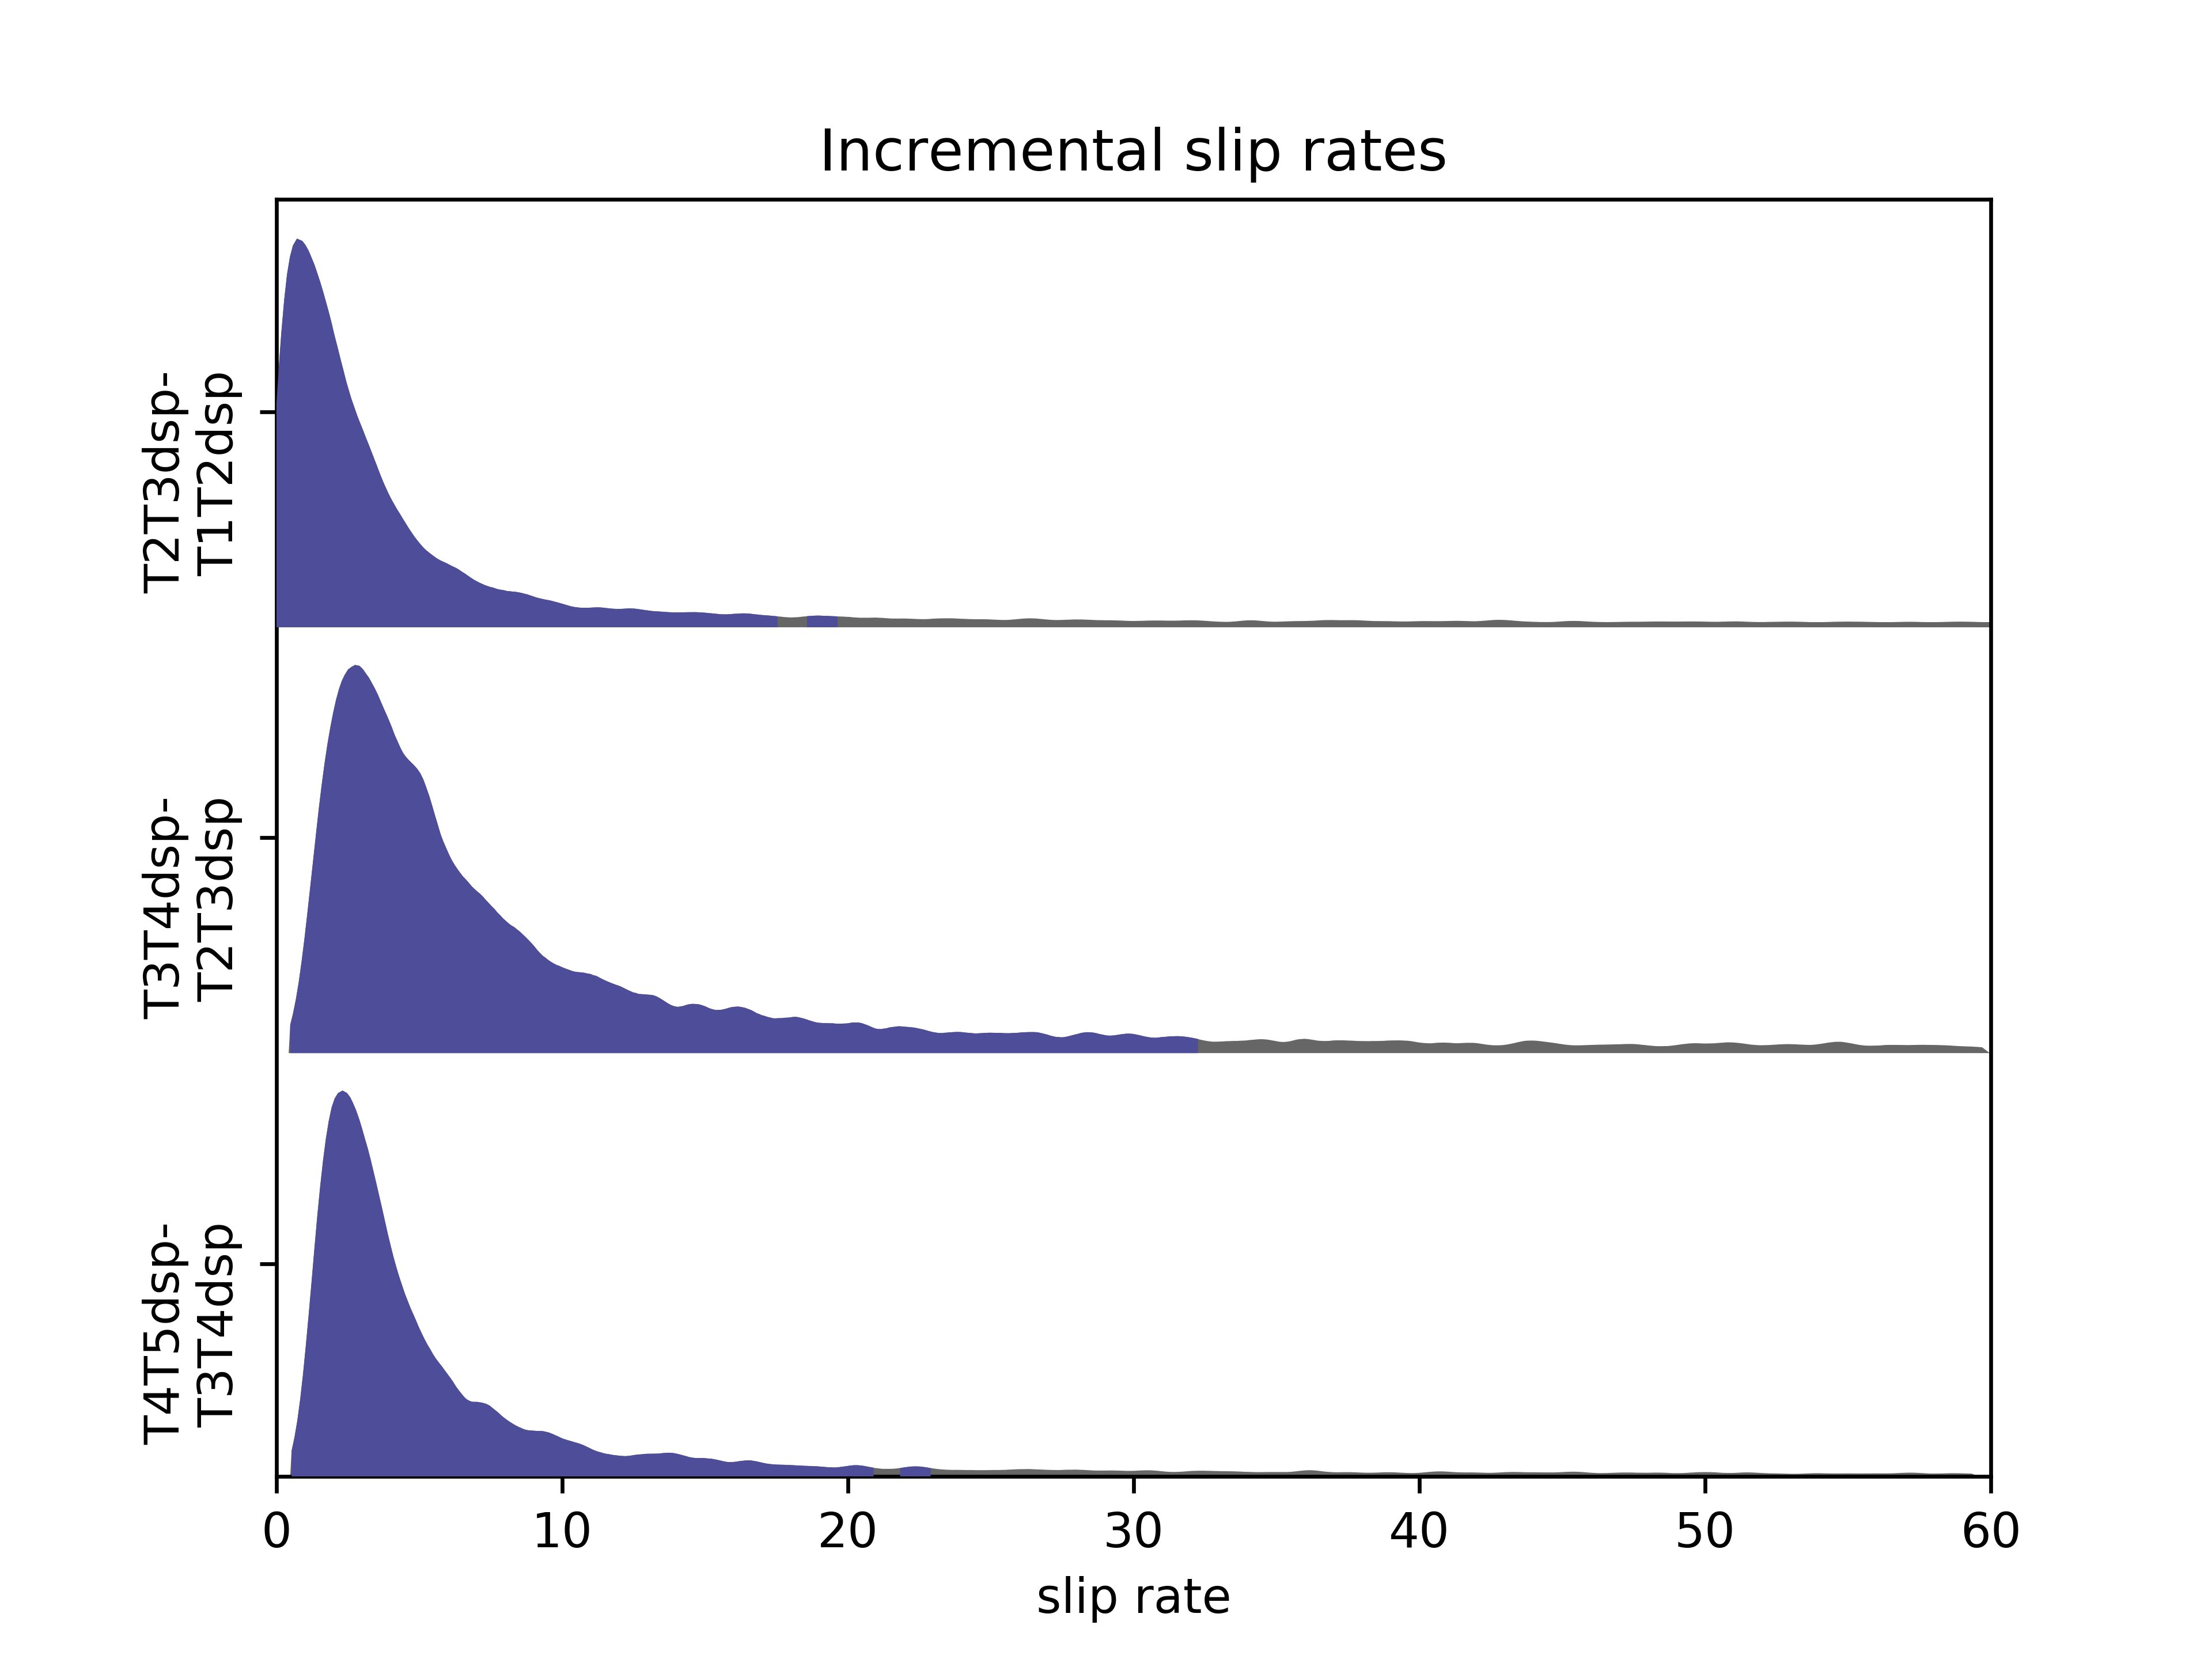 Incremental slip rates
T2T3dsp-
T1T2dsp
T3T4dsp-
T2T3dsp
T4T5dsp-
T3T4dsp
0 10 20 30 40 50 60
slip rate